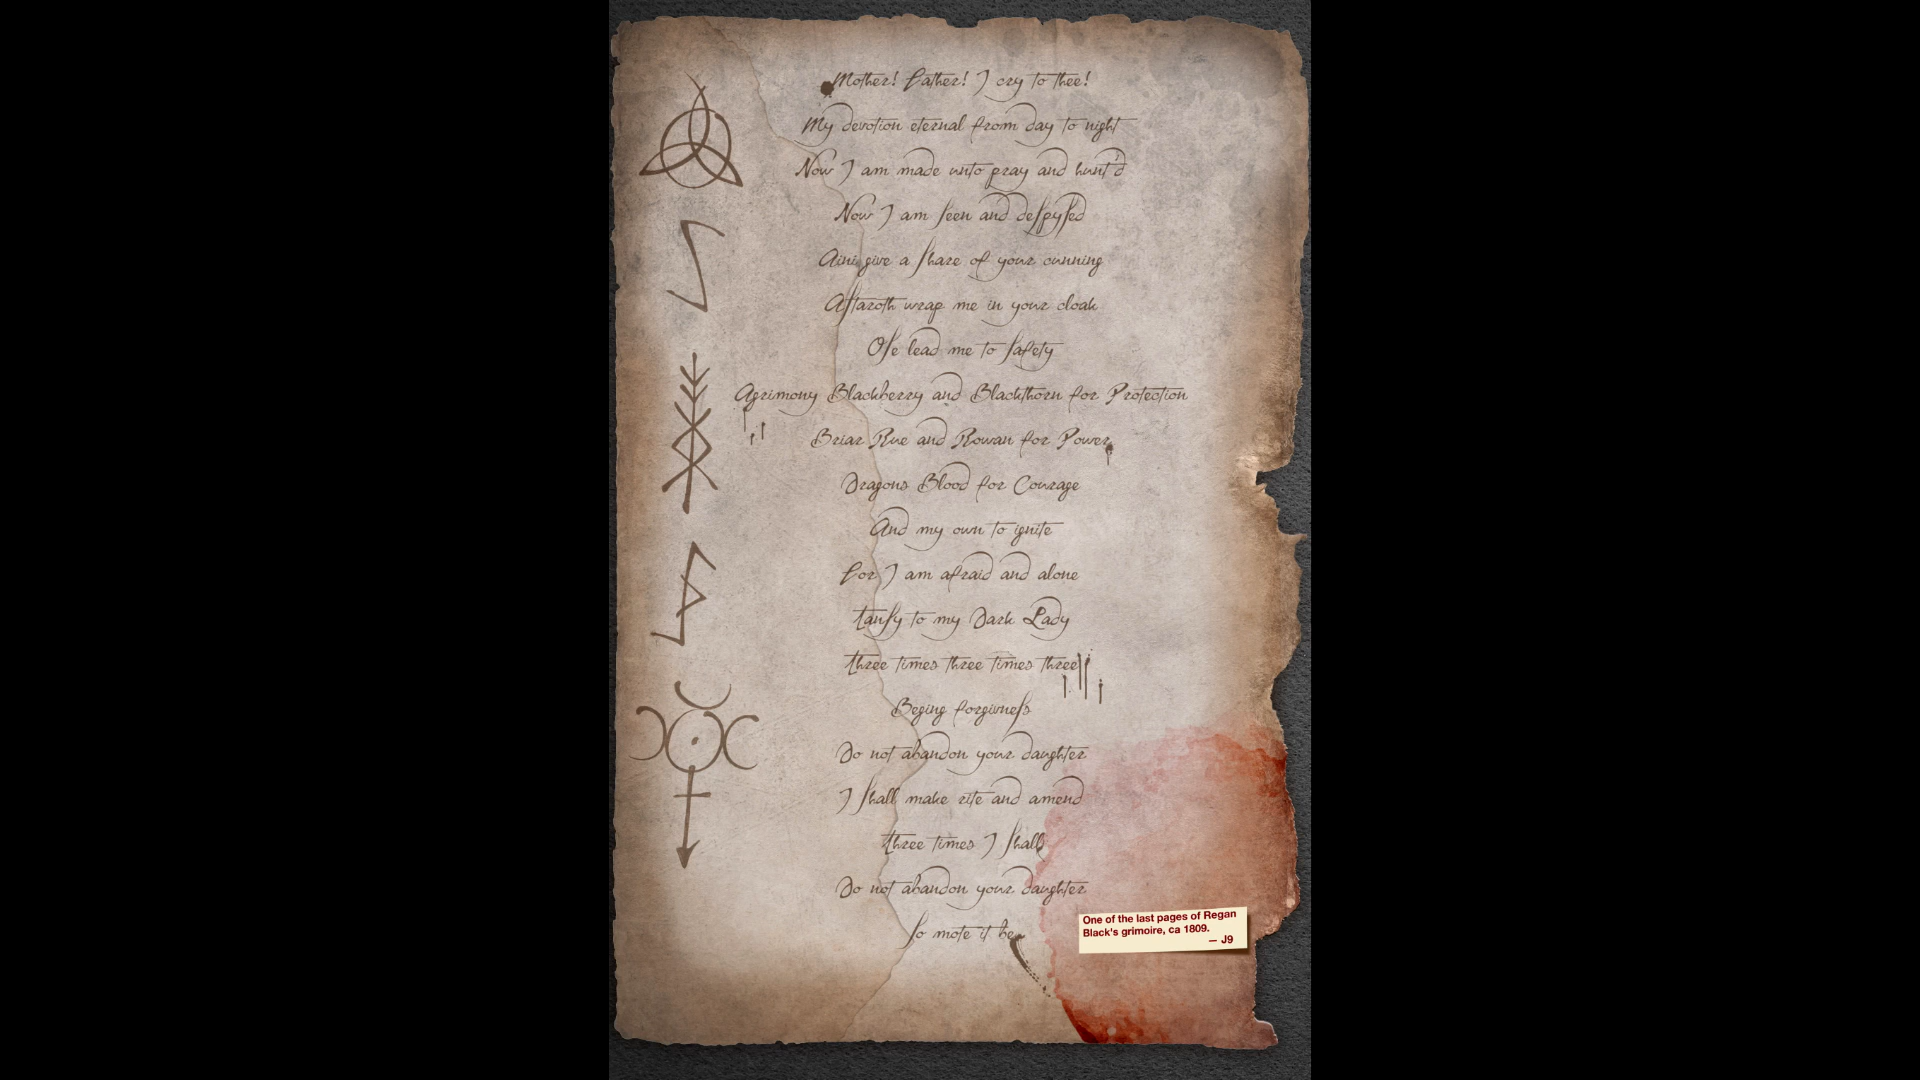 Mother! Father! I cry to thee!
My devotion eternal from day to night
Now I am made unto pray and hunt'd
Now I am ſeen and deſpyſed
Aini give a ſhare of your cunning
Aſtaroth wrap me in your cloak
Oſe lead me to ſafety
Agrimony Blackberry and Blackthorn for Protection
Briar Rue and Rowan for Power
Dragons Blood for Courage
And my own to ignite
For I am afraid and alone
Tanſy to my Dark Lady
Three times three times three
Beging forgivneſs
Do not abandon your daughter
I ſhall make rite and amend
Three times I ſhall
Do not abandon your daughter
So mote it be
One of the last pages of Regan
Black's grimoire, ca 1809.
— J9